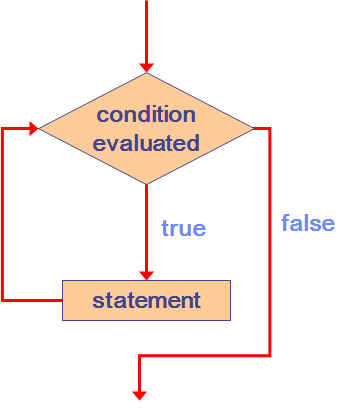 condition
evaluated
true
false
statement